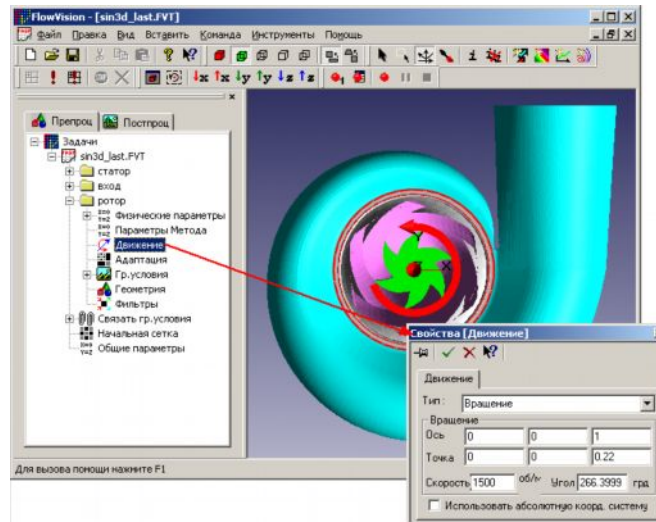 FlowVision - [sin3d_last.FVT]
Файл Правка Вид Вставить Команда Инструменты Помощь
Препроц Постпроц
Задачи
sin3d_last.FVT
статор
вход
ротор
Физические параметры
Параметры Метода
Движение
Адаптация
Гр.условия
Геометрия
Фильтры
Связать гр.условия
Начальная сетка
Общие параметры
X
Для вызова помощи нажмите F1
Свойства [Движение]
Движение
Тип: Вращение
Вращение
Ось 0 0 1
Точка 0 0 0.22
Скорость 1500 Угол 266.3999 грд
Использовать абсолютную коорд. систему